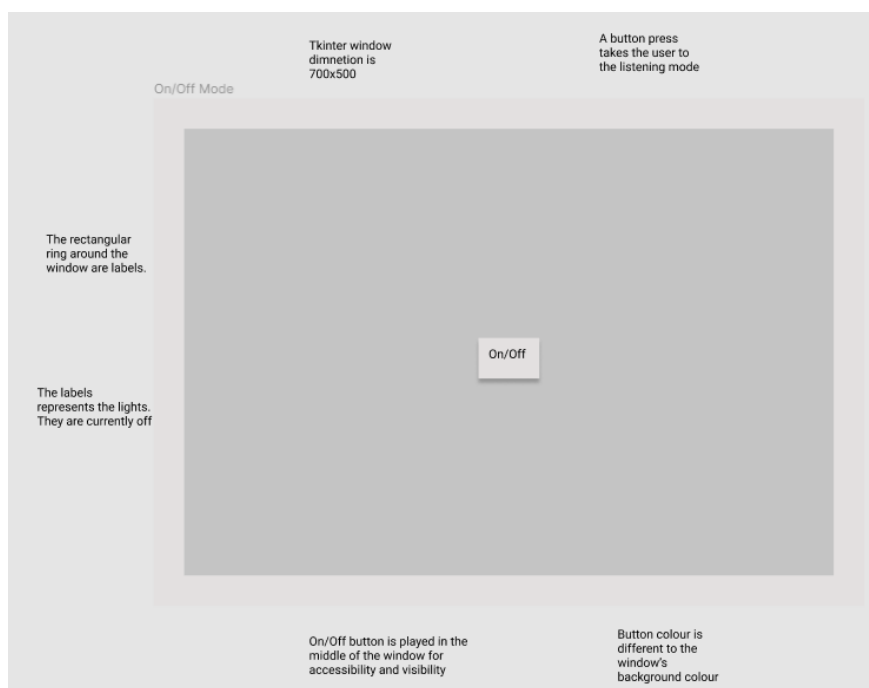 Tkinter window
dimnetion is
700x500
A button press
takes the user to
the listening mode
On/Off Mode
The rectangular
ring around the
window are labels.
On/Off
The labels
represents the lights.
They are currently off
On/Off button is played in the
middle of the window for
accessibility and visibility
Button colour is
different to the
window's
background colour